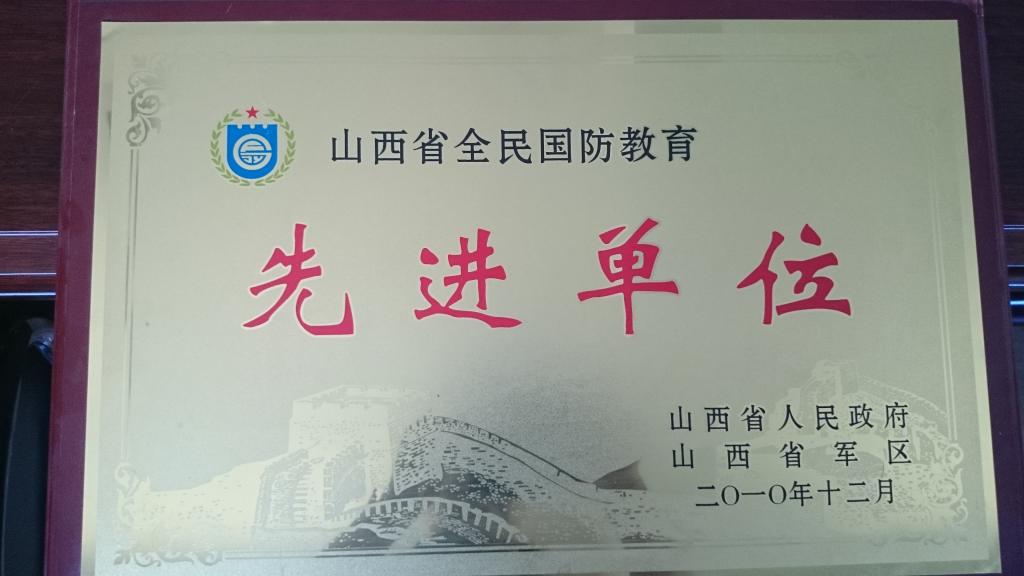 山西省全民国防教育
先进单位
山西省人民政府
山西省军区
二〇一〇年十二月